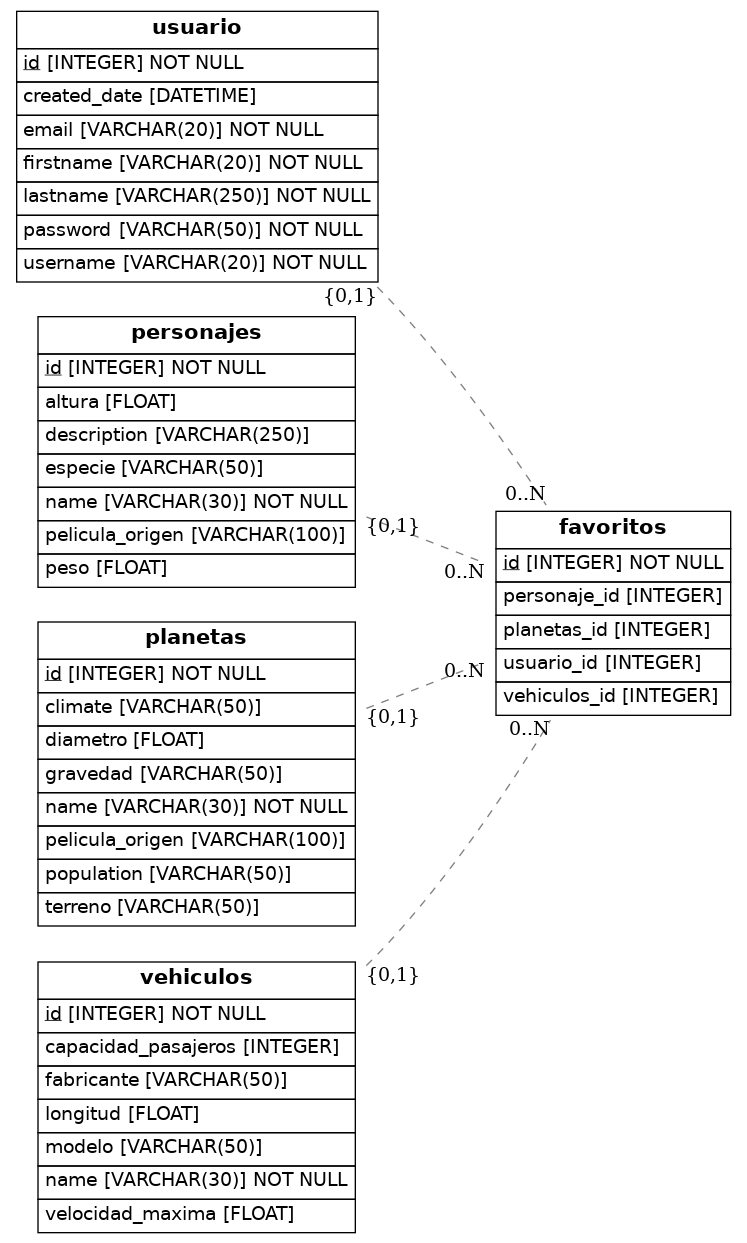 usuario
id [INTEGER] NOT NULL
created_date [DATETIME]
email [VARCHAR(20)] NOT NULL
firstname [VARCHAR(20)] NOT NULL
lastname [VARCHAR(250)] NOT NULL
password [VARCHAR(50)] NOT NULL
username [VARCHAR(20)] NOT NULL
{0,1}
personajes
id [INTEGER] NOT NULL
altura [FLOAT]
description [VARCHAR(250)]
especie [VARCHAR(50)]
name [VARCHAR(30)] NOT NULL
pelicula_origen [VARCHAR(100)]
peso [FLOAT]
{0,1}
0..N
0..N
favoritos
id [INTEGER] NOT NULL
personaje_id [INTEGER]
planetas_id [INTEGER]
usuario_id [INTEGER]
vehiculos_id [INTEGER]
0..N
0..N
planetas
id [INTEGER] NOT NULL
climate [VARCHAR(50)]
diametro [FLOAT]
gravedad [VARCHAR(50)]
name [VARCHAR(30)] NOT NULL
pelicula_origen [VARCHAR(100)]
population [VARCHAR(50)]
terreno [VARCHAR(50)]
{0,1}
vehiculos
id [INTEGER] NOT NULL
capacidad_pasajeros [INTEGER]
fabricante [VARCHAR(50)]
longitud [FLOAT]
modelo [VARCHAR(50)]
name [VARCHAR(30)] NOT NULL
velocidad_maxima [FLOAT]
{0,1}